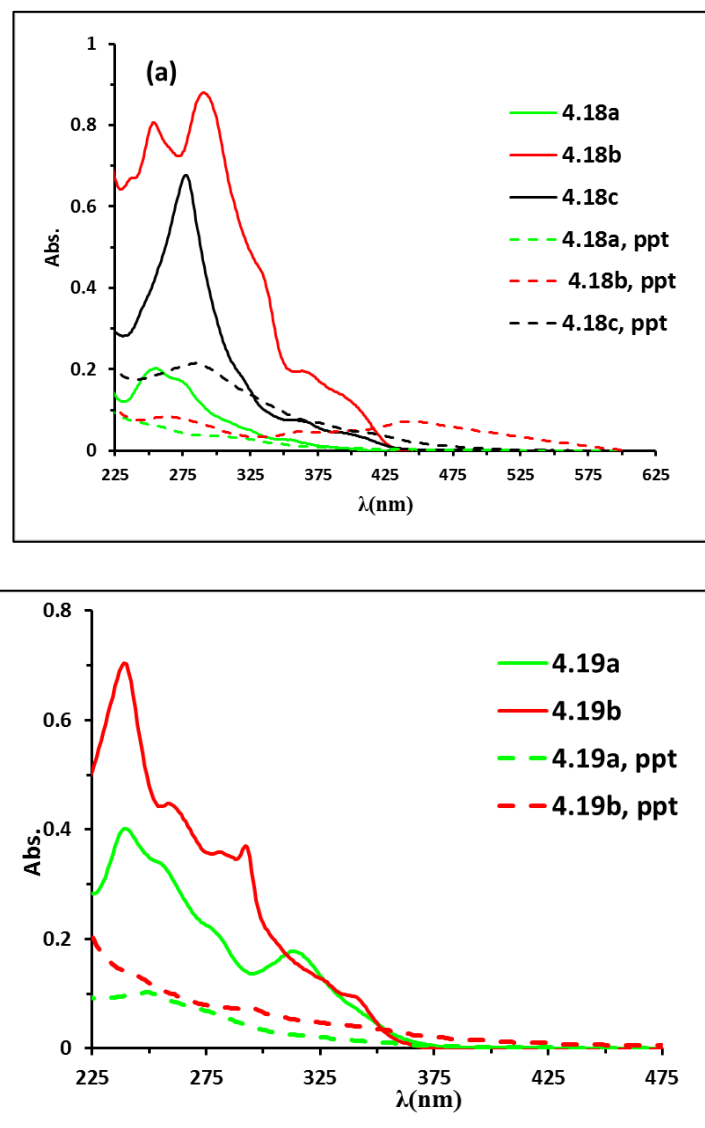 1
(a)
0.8
0.6
0.4
0.2
0
Abs.
4.18a
4.18b
4.18c
4.18a, ppt
4.18b, ppt
4.18c, ppt
225 275 325 375 425 475 525 575 625
λ(nm)
0.8
0.6
0.4
0.2
0
Abs.
4.19a
4.19b
4.19a, ppt
4.19b, ppt
225 275 325 375 425 475
λ(nm)